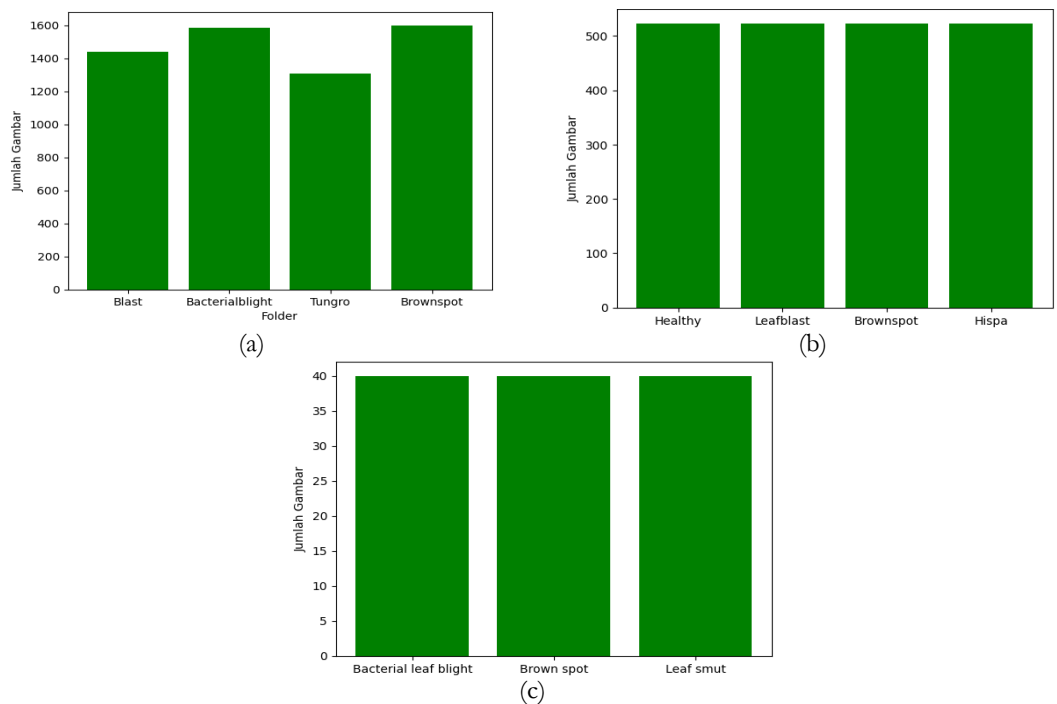 1600
1400
1200
1000
800
600
400
200
0
Jumlah Gambar
Blast Bacterialblight Tungro Brownspot
Folder
(a)
500
400
300
200
100
0
Jumlah Gambar
Healthy Leafblast Brownspot Hispa
(b)
40
35
30
25
20
15
10
5
0
Jumlah Gambar
Bacterial leaf blight Brown spot Leaf smut
(c)